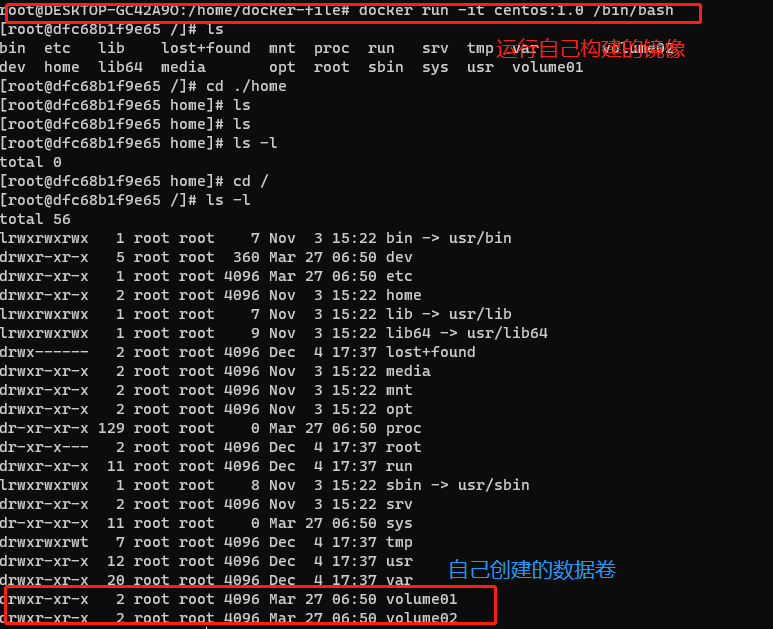 root@DESKTOP-GC42A9O:/home/docker-file# docker run -it centos:1.0 /bin/bash
[root@dfc68b1f9e65 /]# ls
bin  etc   lib    lost+found  mnt  proc  run   srv  tmp  var  volume02
运行自己构建的镜像
dev  home  lib64  media       opt  root  sbin  sys  usr  volume01
[root@dfc68b1f9e65 /]# cd ./home
[root@dfc68b1f9e65 home]# ls
[root@dfc68b1f9e65 home]# ls
[root@dfc68b1f9e65 home]# ls -l
total 0
[root@dfc68b1f9e65 home]# cd /
[root@dfc68b1f9e65 /]# ls -l
total 56
lrwxrwxrwx   1 root root    7 Nov  3 15:22 bin -> usr/bin
drwxr-xr-x   5 root root  360 Mar 27 06:50 dev
drwxr-xr-x   1 root root 4096 Mar 27 06:50 etc
drwxr-xr-x   2 root root 4096 Nov  3 15:22 home
lrwxrwxrwx   1 root root    7 Nov  3 15:22 lib -> usr/lib
lrwxrwxrwx   1 root root    9 Nov  3 15:22 lib64 -> usr/lib64
drwx------   2 root root 4096 Dec  4 17:37 lost+found
drwxr-xr-x   2 root root 4096 Nov  3 15:22 media
drwxr-xr-x   2 root root 4096 Nov  3 15:22 mnt
drwxr-xr-x   2 root root 4096 Nov  3 15:22 opt
dr-xr-xr-x 129 root root    0 Mar 27 06:50 proc
dr-xr-x---   2 root root 4096 Dec  4 17:37 root
drwxr-xr-x  11 root root 4096 Dec  4 17:37 run
lrwxrwxrwx   1 root root    8 Nov  3 15:22 sbin -> usr/sbin
drwxr-xr-x   2 root root 4096 Nov  3 15:22 srv
dr-xr-xr-x  11 root root    0 Mar 27 06:50 sys
drwxrwxrwt   7 root root 4096 Dec  4 17:37 tmp
drwxr-xr-x  12 root root 4096 Dec  4 17:37 usr
drwxr-xr-x  20 root root 4096 Dec  4 17:37 var
自己创建的数据卷
drwxr-xr-x   2 root root 4096 Mar 27 06:50 volume01
drwxr-xr-x   2 root root 4096 Mar 27 06:50 volume02